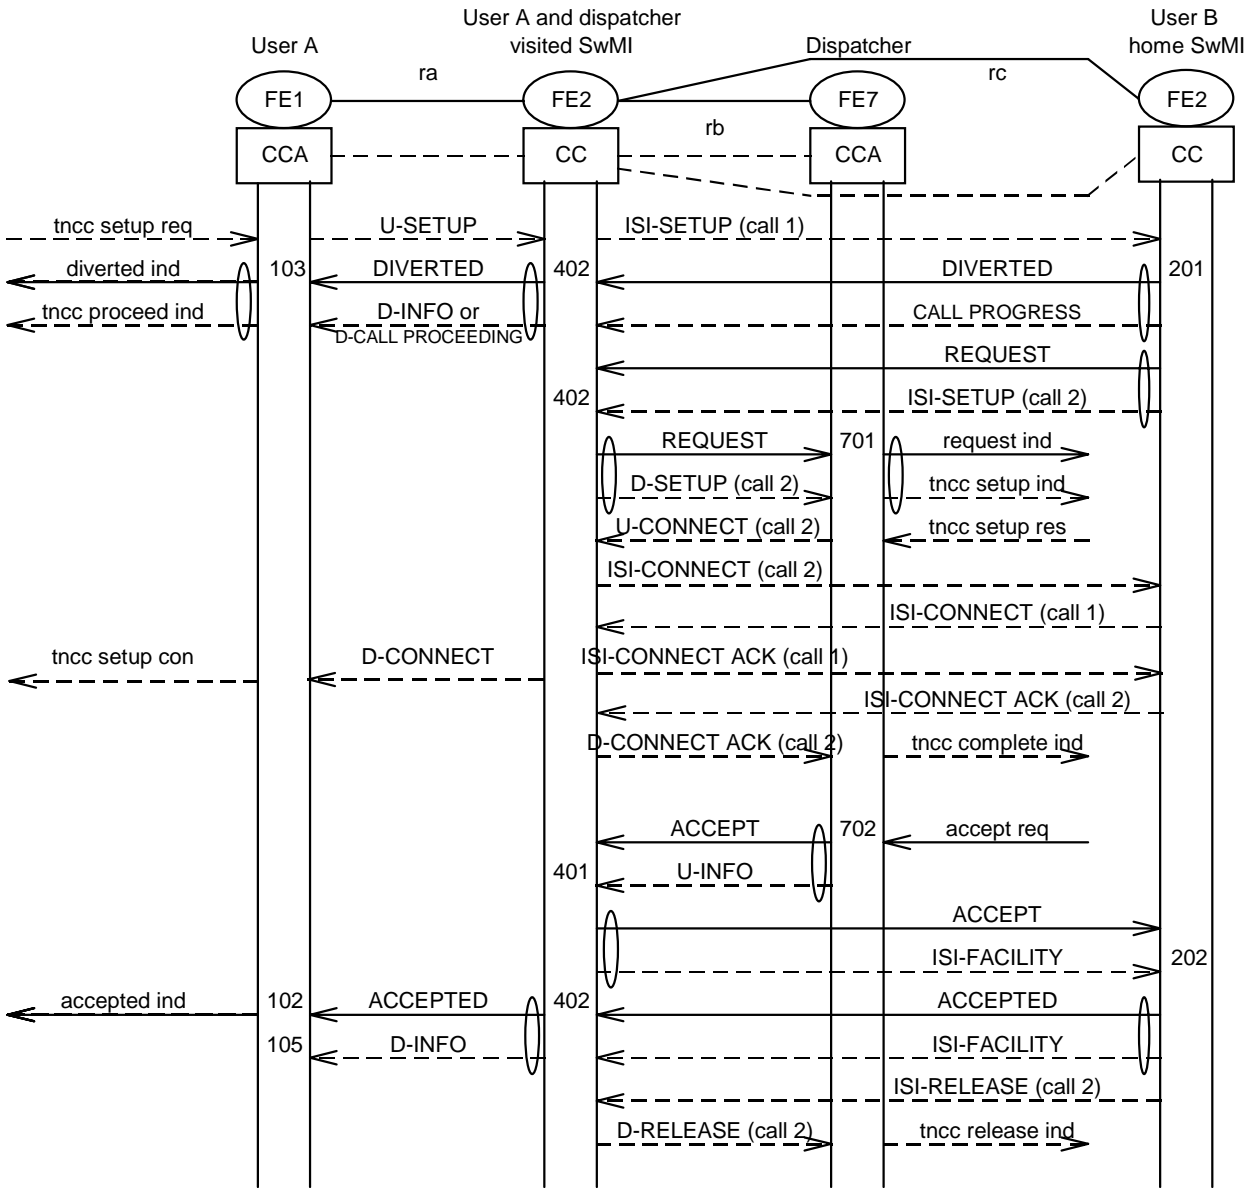 User A and dispatcher
visited SwMI
User B
home SwMI
User A
Dispatcher
ra
rc
FE1
FE2
FE7
FE2
rb
CCA
CC
CCA
CC
tncc setup req
U-SETUP
ISI-SETUP (call 1)
diverted ind
103
DIVERTED
402
DIVERTED
201
tncc proceed ind
D-INFO or
D-CALL PROCEEDING
CALL PROGRESS
REQUEST
402
ISI-SETUP (call 2)
REQUEST
701
request ind
D-SETUP (call 2)
tncc setup ind
U-CONNECT (call 2)
tncc setup res
ISI-CONNECT (call 2)
ISI-CONNECT (call 1)
tncc setup con
D-CONNECT
ISI-CONNECT ACK (call 1)
ISI-CONNECT ACK (call 2)
D-CONNECT ACK (call 2)
tncc complete ind
ACCEPT
702
accept req
401
U-INFO
ACCEPT
ISI-FACILITY
202
accepted ind
102
ACCEPTED
402
ACCEPTED
105
D-INFO
ISI-FACILITY
ISI-RELEASE (call 2)
D-RELEASE (call 2)
tncc release ind